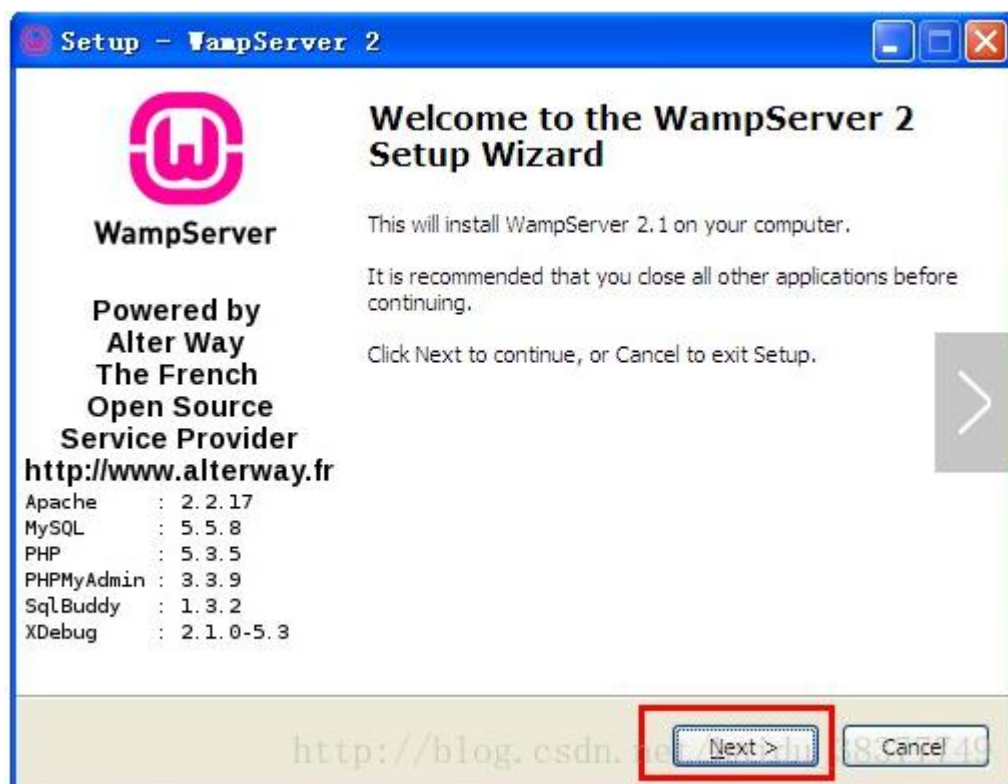 Setup - WampServer 2
WampServer
Powered by
Alter Way
The French
Open Source
Service Provider
http://www.alterway.fr
Apache : 2.2.17
MySQL : 5.5.8
PHP : 5.3.5
PHPMyAdmin : 3.3.9
SqlBuddy : 1.3.2
XDebug : 2.1.0-5.3
Welcome to the WampServer 2
Setup Wizard
This will install WampServer 2.1 on your computer.
It is recommended that you close all other applications before
continuing.
Click Next to continue, or Cancel to exit Setup.
Next >
Cancel
http://blog.csdn.net/